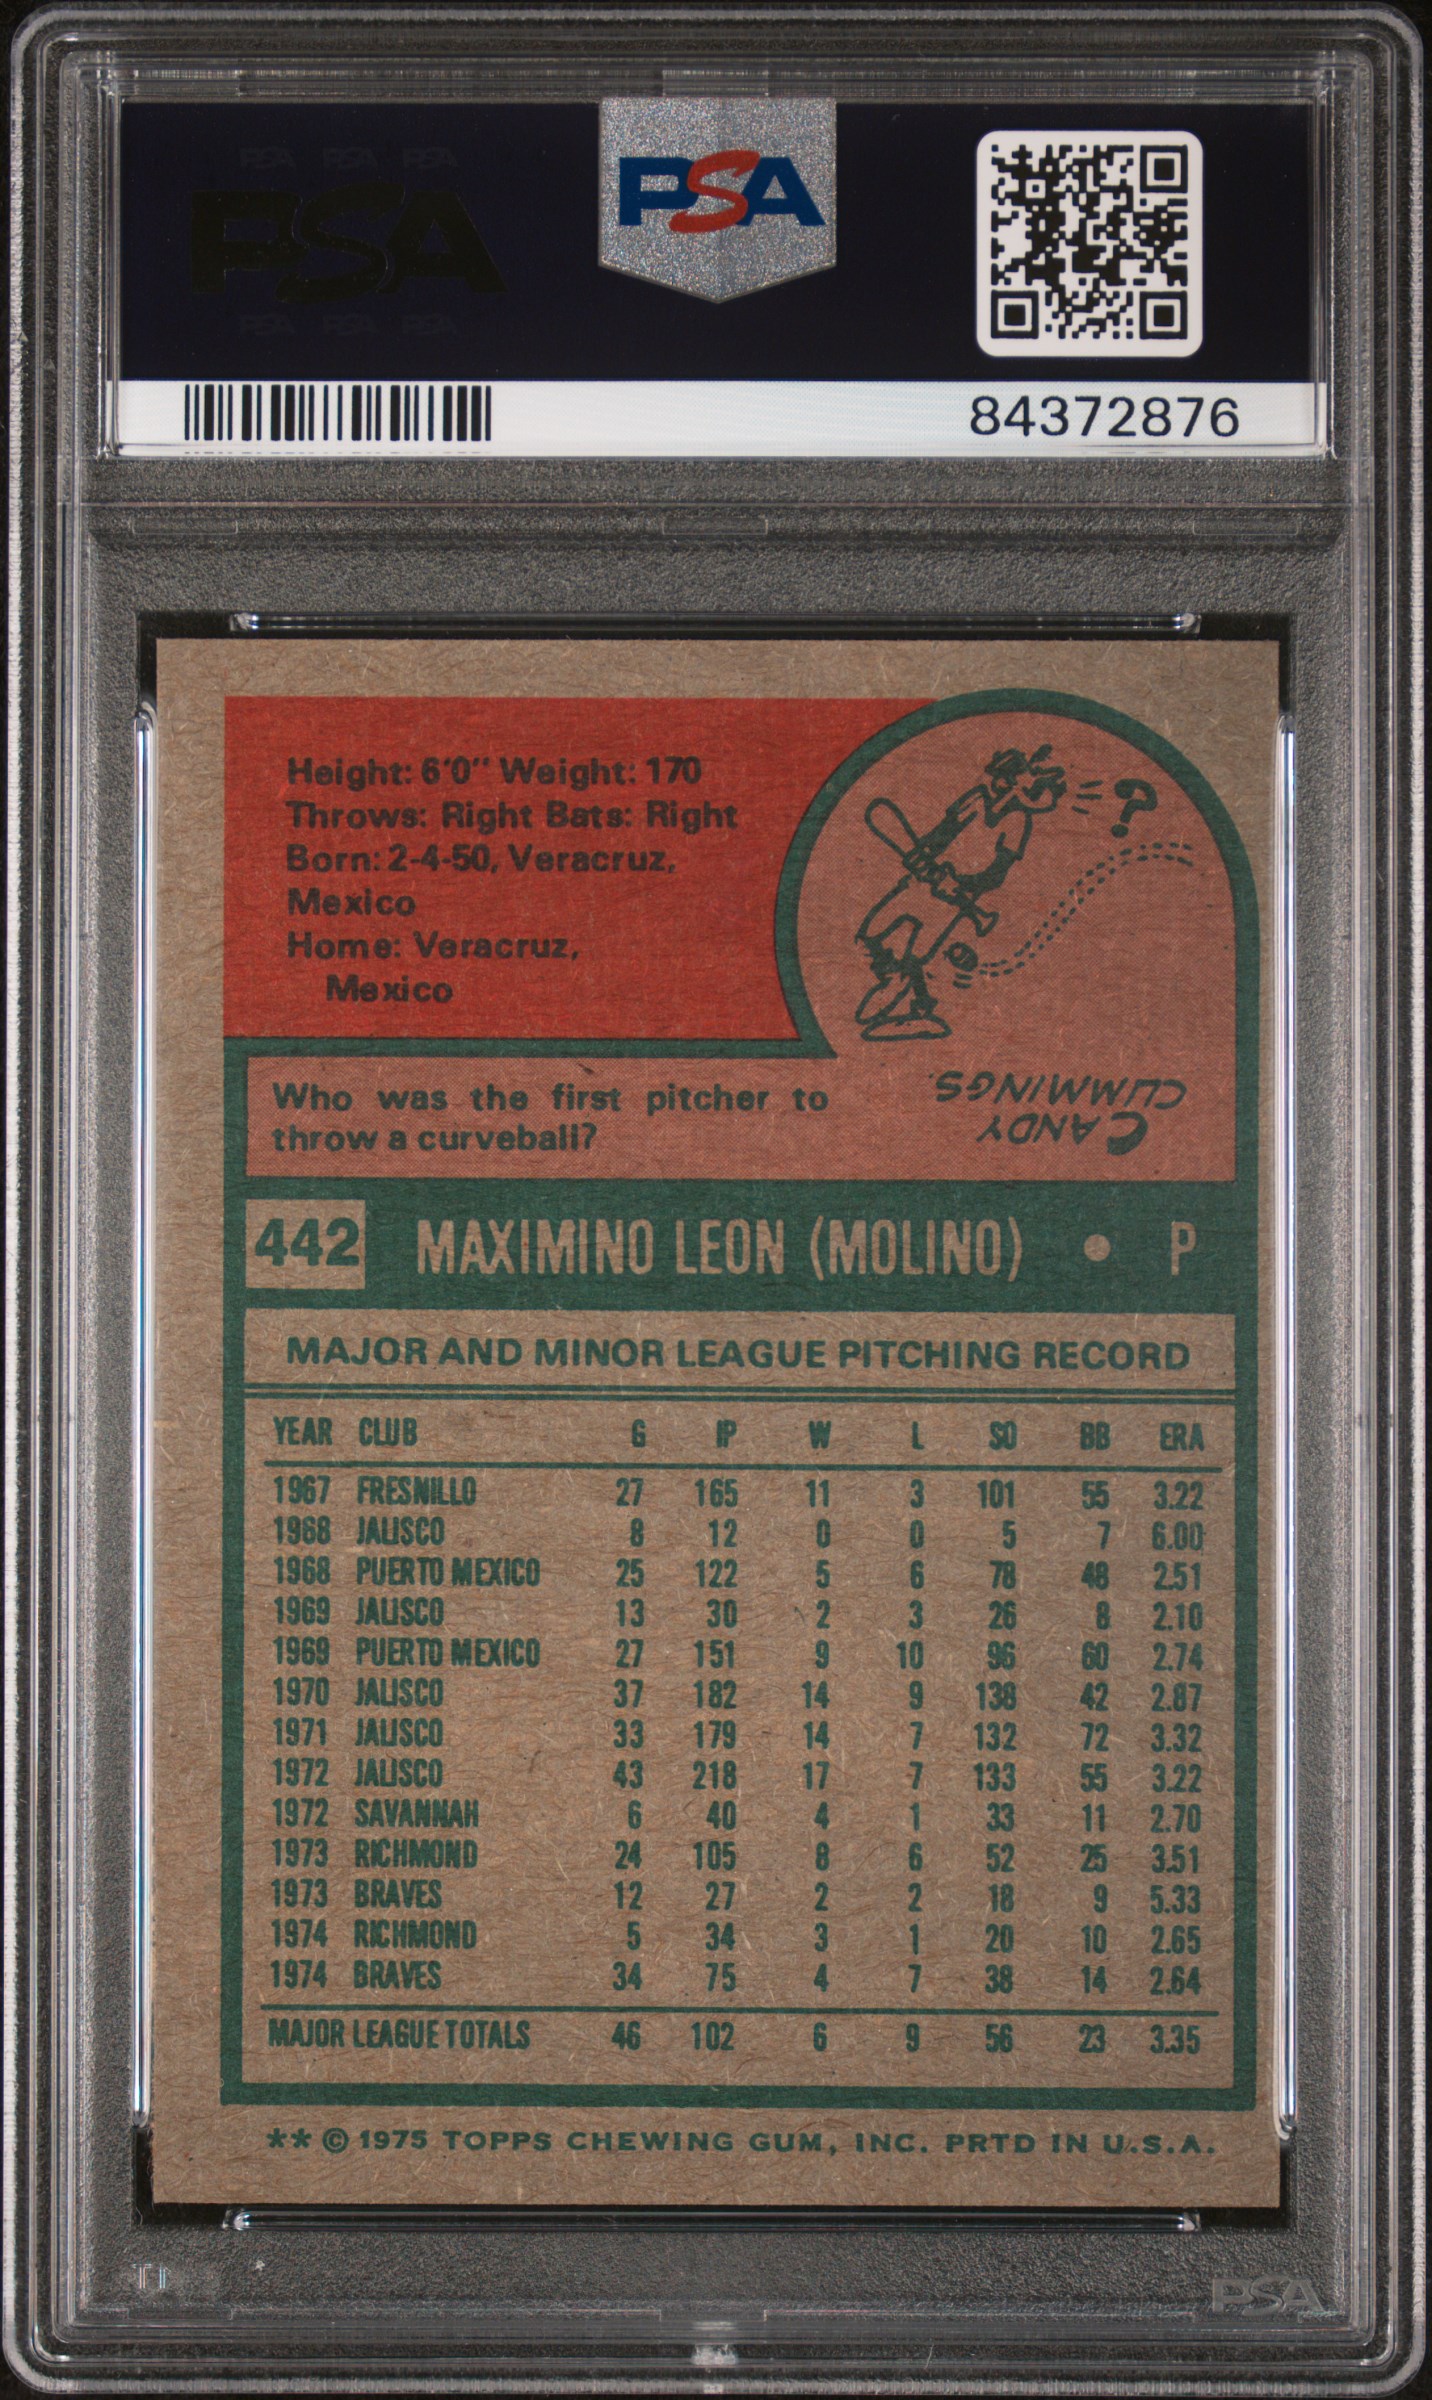 PSA PSA PSA
PSA
PSA PSA PSA
PSA
84372876
Height: 6'0" Weight: 170
Throws: Right Bats: Right
Born: 2-4-50, Veracruz,
Mexico
Home: Veracruz,
Mexico
?
Who was the first pitcher to
throw a curveball?
CANDY
CUMMINGS.
442 MAXIMINO LEON (MOLINO) • P
MAJOR AND MINOR LEAGUE PITCHING RECORD
YEAR CLUB G IP W L SO BB ERA
1967 FRESNILLO 27 165 11 3 101 55 3.22
1968 JALISCO 8 12 0 0 5 7 6.00
1968 PUERTO MEXICO 25 122 5 6 78 48 2.51
1969 JALISCO 13 30 2 3 26 8 2.10
1969 PUERTO MEXICO 27 151 9 10 96 60 2.74
1970 JALISCO 37 182 14 9 138 42 2.87
1971 JALISCO 33 179 14 7 132 72 3.32
1972 JALISCO 43 218 17 7 133 55 3.22
1972 SAVANNAH 6 40 4 1 33 11 2.70
1973 RICHMOND 24 105 8 6 52 25 3.51
1973 BRAVES 12 27 2 2 18 9 5.33
1974 RICHMOND 5 34 3 1 20 10 2.65
1974 BRAVES 34 75 4 7 38 14 2.64
MAJOR LEAGUE TOTALS 46 102 6 9 56 23 3.35
** © 1975 TOPPS CHEWING GUM, INC. PRTD IN U.S.A.
PSA